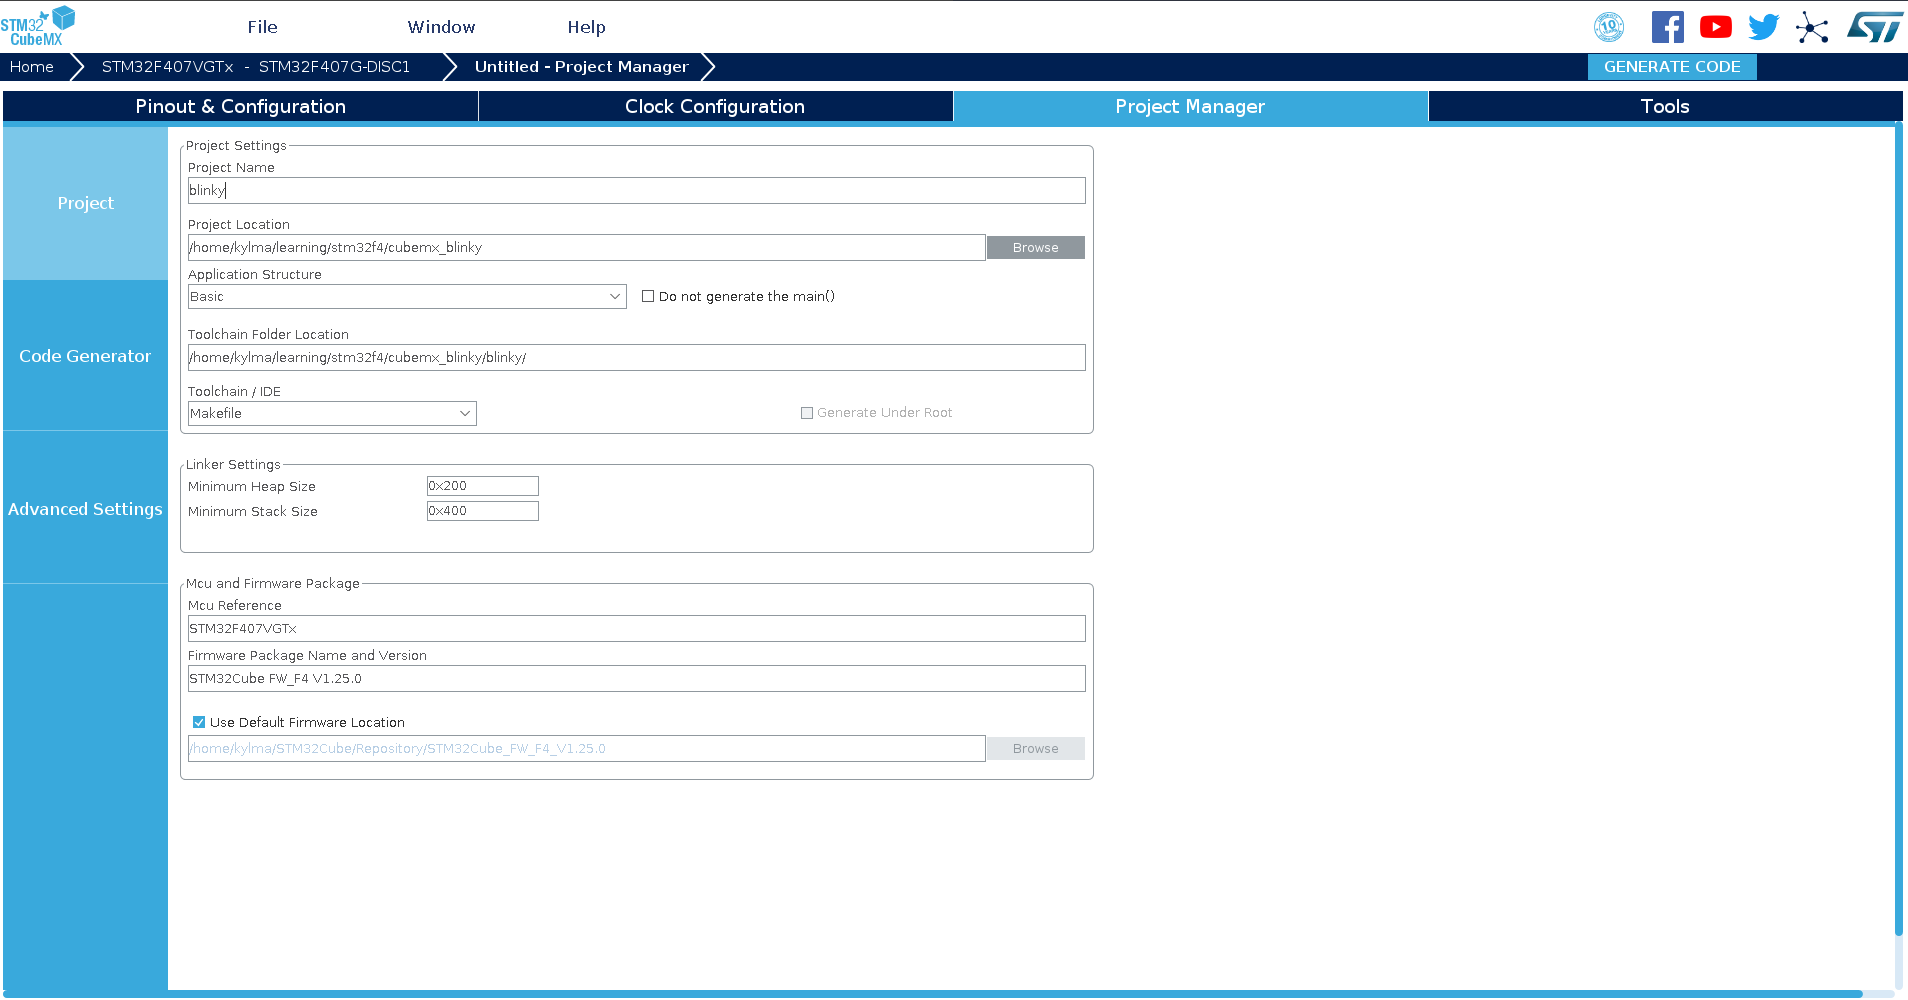 STM32
CubeMX
File
Window
Help
10
Home
STM32F407VGTx - STM32F407G-DISC1
Untitled - Project Manager
GENERATE CODE
Pinout & Configuration
Clock Configuration
Project Manager
Tools
Project
Code Generator
Advanced Settings
Project Settings
Project Name
blinky
Project Location
/home/kylma/learning/stm32f4/cubemx_blinky
Browse
Application Structure
Basic
Do not generate the main()
Toolchain Folder Location
/home/kylma/learning/stm32f4/cubemx_blinky/blinky/
Toolchain / IDE
Makefile
Generate Under Root
Linker Settings
Minimum Heap Size
0x200
Minimum Stack Size
0x400
Mcu and Firmware Package
Mcu Reference
STM32F407VGTx
Firmware Package Name and Version
STM32Cube FW_F4 V1.25.0
Use Default Firmware Location
/home/kylma/STM32Cube/Repository/STM32Cube_FW_F4_V1.25.0
Browse